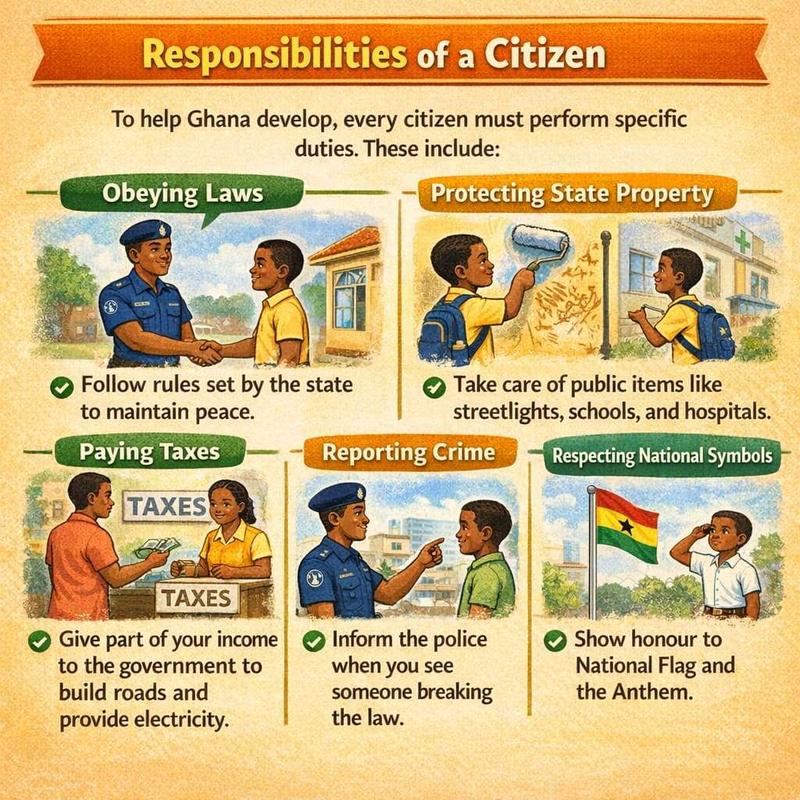 Responsibilities of a Citizen
To help Ghana develop, every citizen must perform specific
duties. These include:
Obeying Laws
Follow rules set by the state
to maintain peace.
Protecting State Property
Take care of public items like
streetlights, schools, and hospitals.
Paying Taxes
TAXES
TAXES
Give part of your income
to the government to
build roads and
provide electricity.
Reporting Crime
Inform the police
when you see
someone breaking
the law.
Respecting National Symbols
Show honour to
National Flag and
the Anthem.